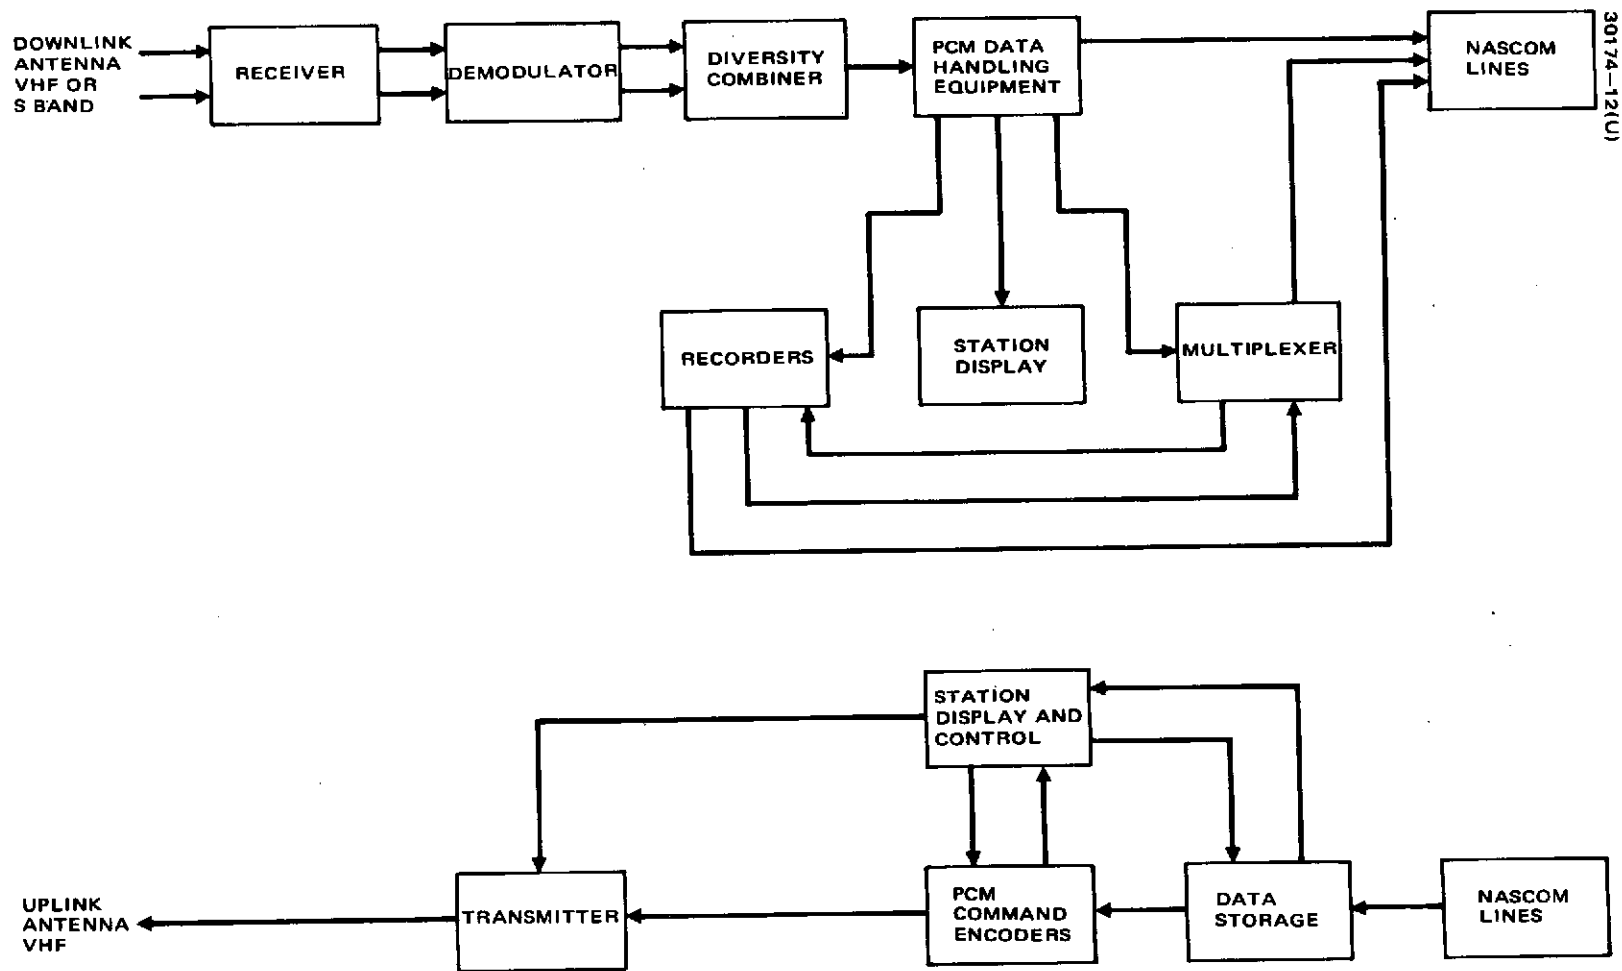 DOWNLINK
ANTENNA
VHF OR
S BAND
RECEIVER
DEMODULATOR
DIVERSITY
COMBINER
PCM DATA
HANDLING
EQUIPMENT
NASCOM
LINES
30174-12(U)
RECORDERS
STATION
DISPLAY
MULTIPLEXER
STATION
DISPLAY AND
CONTROL
UPLINK
ANTENNA
VHF
TRANSMITTER
PCM
COMMAND
ENCODERS
DATA
STORAGE
NASCOM
LINES